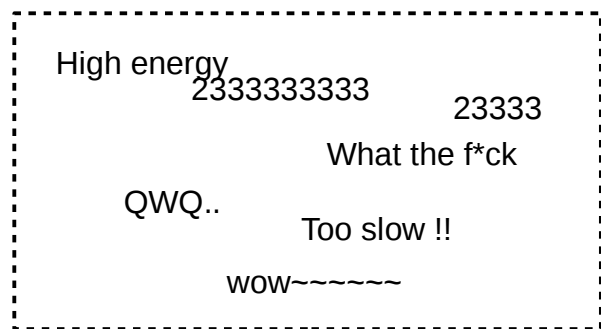 High energy
2333333333
23333
What the f*ck
QWQ..
Too slow !!
wow~~~~~~